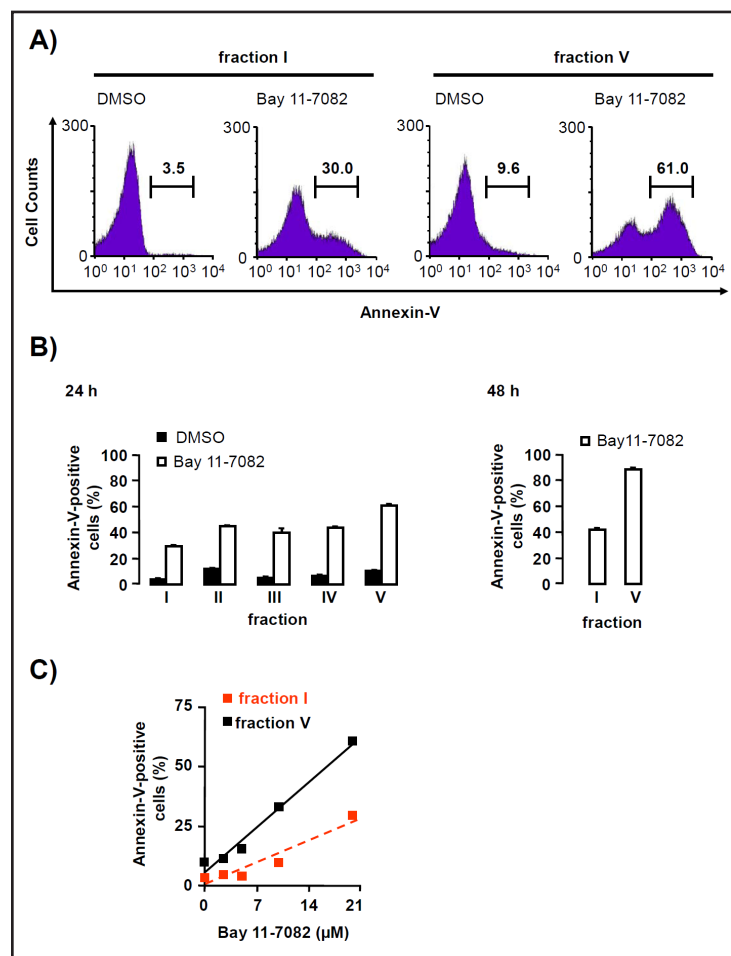 A)
fraction I
fraction V
DMSO
Bay 11-7082
DMSO
Bay 11-7082
Cell Counts
300
0
3.5
10^0 10^1 10^2 10^3 10^4
300
0
30.0
10^0 10^1 10^2 10^3 10^4
300
0
9.6
10^0 10^1 10^2 10^3 10^4
300
0
61.0
10^0 10^1 10^2 10^3 10^4
Annexin-V
B)
24 h
DMSO
Bay 11-7082
Annexin-V-positive
cells (%)
100
80
60
40
20
0
I II III IV V
fraction
48 h
Bay11-7082
Annexin-V-positive
cells (%)
100
80
60
40
20
0
I V
fraction
C)
fraction I
fraction V
Annexin-V-positive
cells (%)
75
50
25
0
0 7 14 21
Bay 11-7082 (µM)